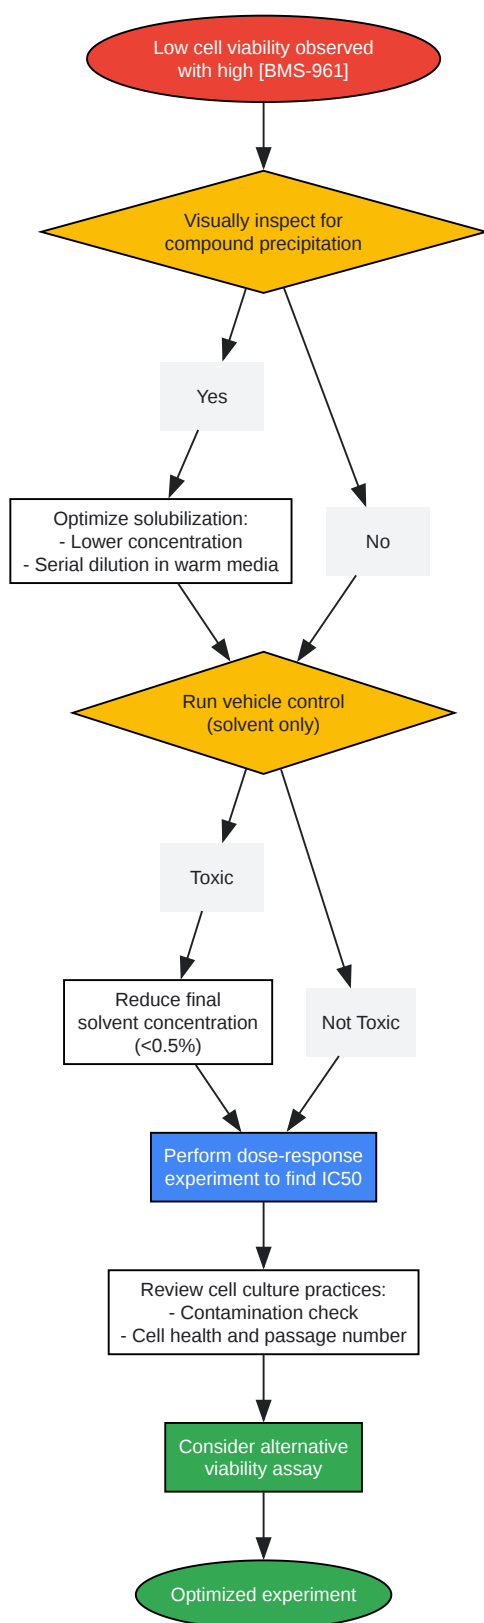 Low cell viability observed
with high [BMS-961]
Visually inspect for
compound precipitation
Yes
Optimize solubilization:
- Lower concentration
- Serial dilution in warm media
No
Run vehicle control
(solvent only)
Toxic
Reduce final
solvent concentration
(<0.5%)
Not Toxic
Perform dose-response
experiment to find IC50
Review cell culture practices:
- Contamination check
- Cell health and passage number
Consider alternative
viability assay
Optimized experiment